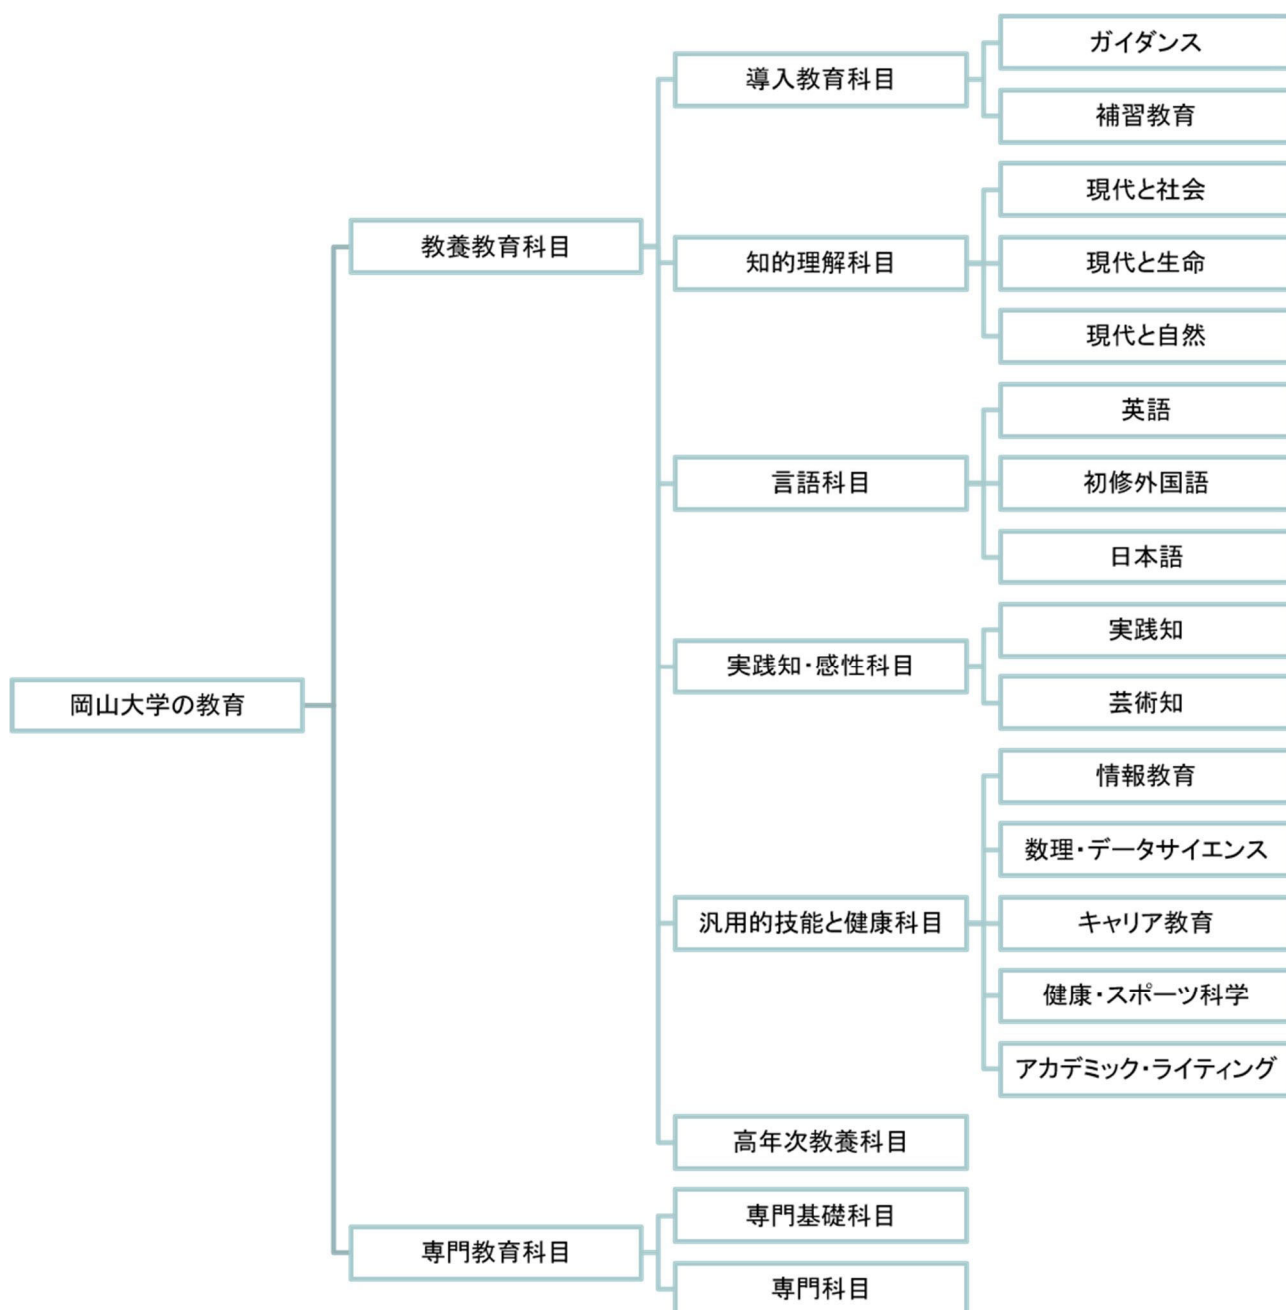 岡山大学の教育
教養教育科目
導入教育科目
ガイダンス
補習教育
知的理解科目
現代と社会
現代と生命
現代と自然
言語科目
英語
初修外国語
日本語
実践知・感性科目
実践知
芸術知
汎用的技能と健康科目
情報教育
数理・データサイエンス
キャリア教育
健康・スポーツ科学
アカデミック・ライティング
高年次教養科目
専門教育科目
専門基礎科目
専門科目